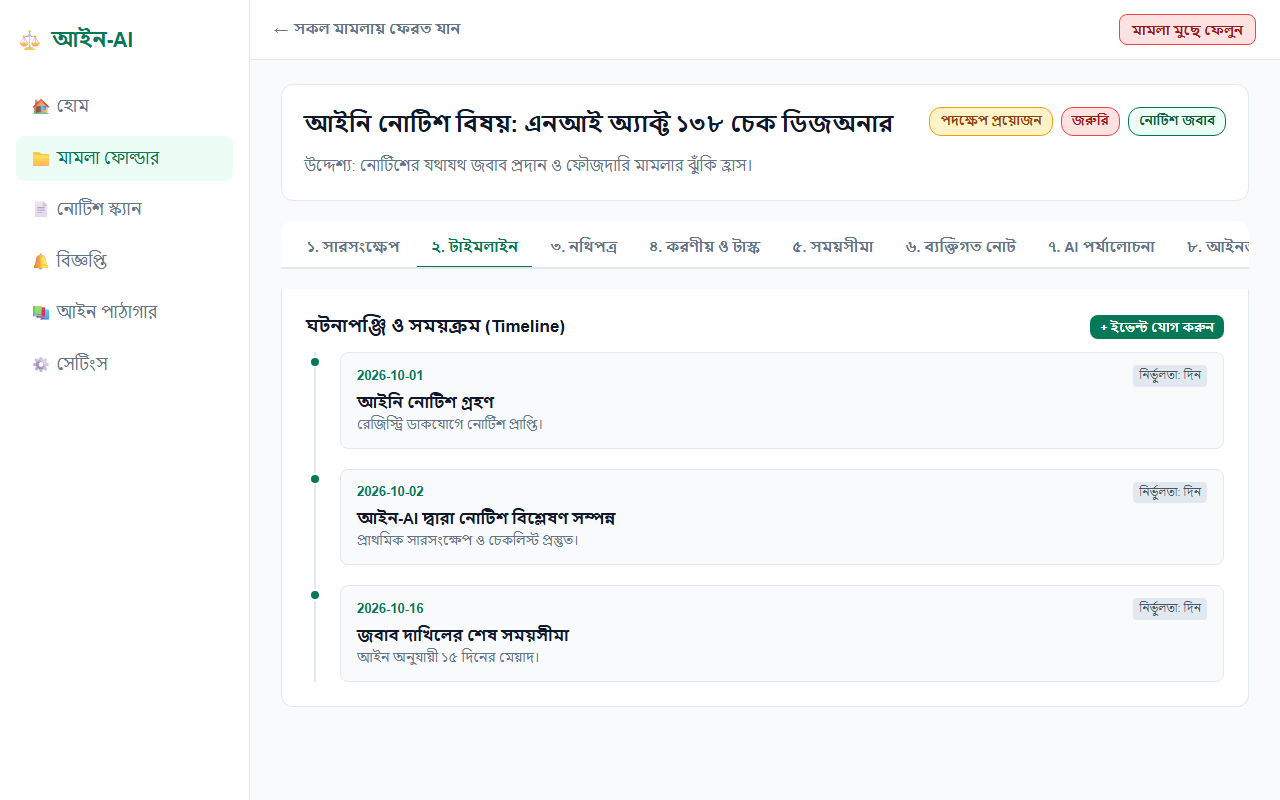 আইন-AI
← সকল মামলায় ফেরত যান
মামলা মুছে ফেলুন
হোম
মামলা ফোল্ডার
নোটিশ স্ক্যান
বিজ্ঞপ্তি
আইন পাঠাগার
সেটিংস
আইনি নোটিশ বিষয়: এনআই অ্যাক্ট ১৩৮ চেক ডিজঅনার
পদক্ষেপ প্রয়োজন
জরুরি
নোটিশ জবাব
উদ্দেশ্য: নোটিশের যথাযথ জবাব প্রদান ও ফৌজদারি মামলার ঝুঁকি হ্রাস।
১. সারসংক্ষেপ
২. টাইমলাইন
৩. নথিপত্র
৪. করণীয় ও টাস্ক
৫. সময়সীমা
৬. ব্যক্তিগত নোট
৭. AI পর্যালোচনা
৮.
ঘটনাপঞ্জি ও সময়ক্রম (Timeline)
+ ইভেন্ট যোগ করুন
2026-10-01
নির্ভুলতা: দিন
আইনি নোটিশ গ্রহণ
রেজিস্ট্রি ডাকযোগে নোটিশ প্রাপ্তি।
2026-10-02
নির্ভুলতা: দিন
আইন-AI দ্বারা নোটিশ বিশ্লেষণ সম্পন্ন
প্রাথমিক সারসংক্ষেপ ও চেকলিস্ট প্রস্তুত।
2026-10-16
নির্ভুলতা: দিন
জবাব দাখিলের শেষ সময়সীমা
আইন অনুযায়ী ১৫ দিনের মেয়াদ।